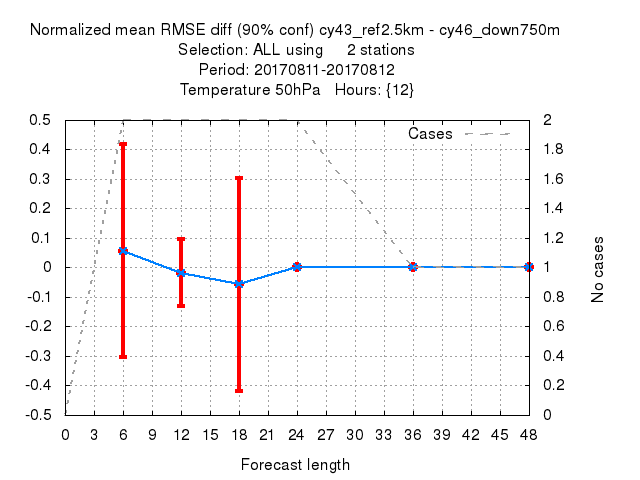 Normalized mean RMSE diff (90% conf) cy43_ref2.5km - cy46_down750m
Selection: ALL using 2 stations
Period: 20170811-20170812
Temperature 50hPa Hours: {12}
Cases
0.5
0.4
0.3
0.2
0.1
0
-0.1
-0.2
-0.3
-0.4
-0.5
2
1.8
1.6
1.4
1.2
1
0.8
0.6
0.4
0.2
0
No cases
0 3 6 9 12 15 18 21 24 27 30 33 36 39 42 45 48
Forecast length